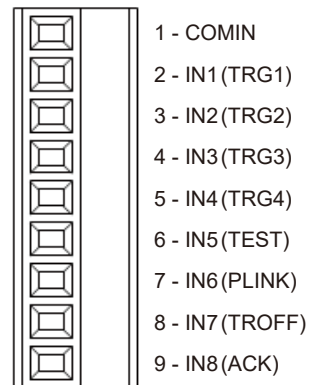 1 - COMIN
2 - IN1(TRG1)
3 - IN2(TRG2)
4 - IN3(TRG3)
5 - IN4(TRG4)
6 - IN5(TEST)
7 - IN6(PLINK)
8 - IN7(TROFF)
9 - IN8(ACK)